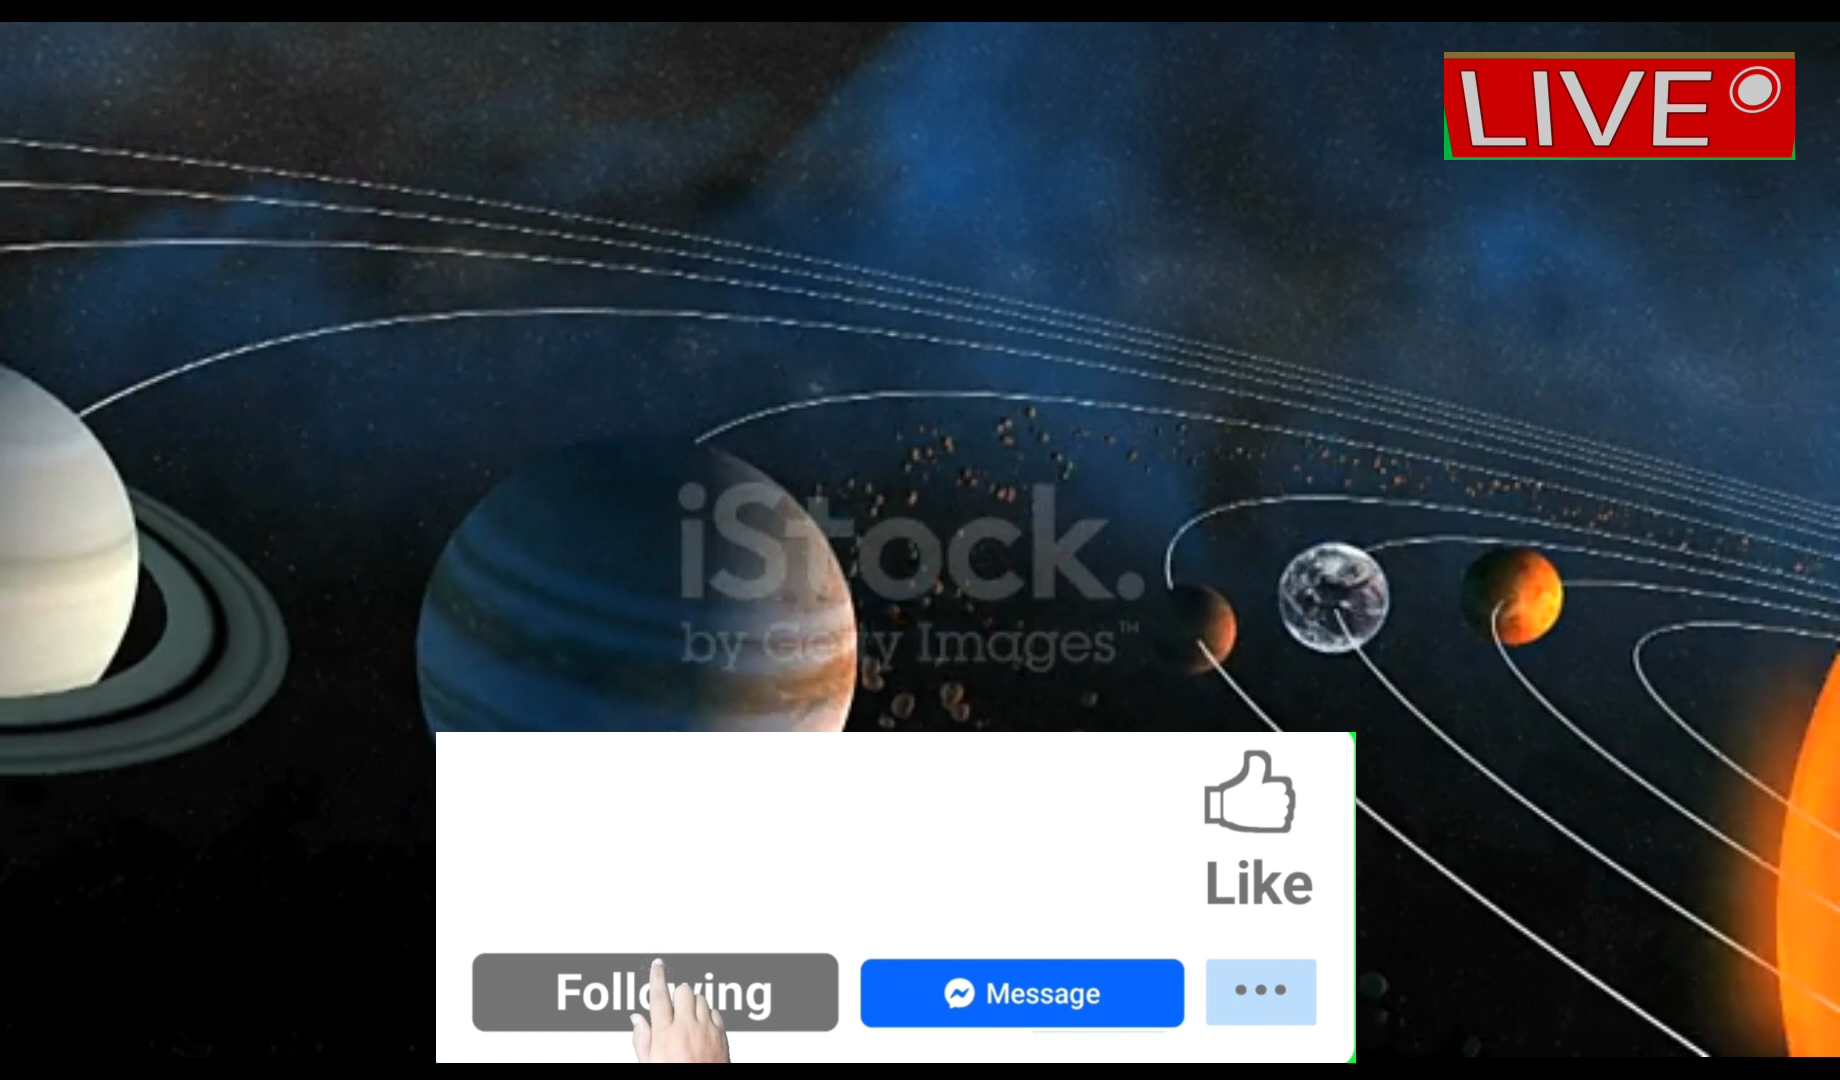 LIVE
iStock.
by Getty Images™
Like
Following
Message